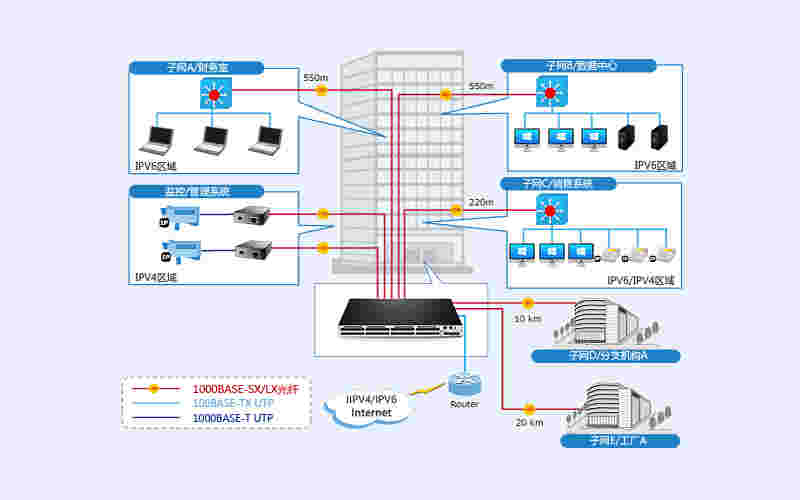 子网A/财务室
550m
IPV6区域
子网B/数据中心
550m
IPV6区域
监控/管理系统
IP
IP
IPV4区域
子网C/销售系统
220m
IPV6/IPV4区域
10 km
子网D/分支机构A
1000BASE-SX/LX光纤
100BASE-TX UTP
1000BASE-T UTP
IIPV4/IPV6
Internet
Router
20 km
子网E/工厂A